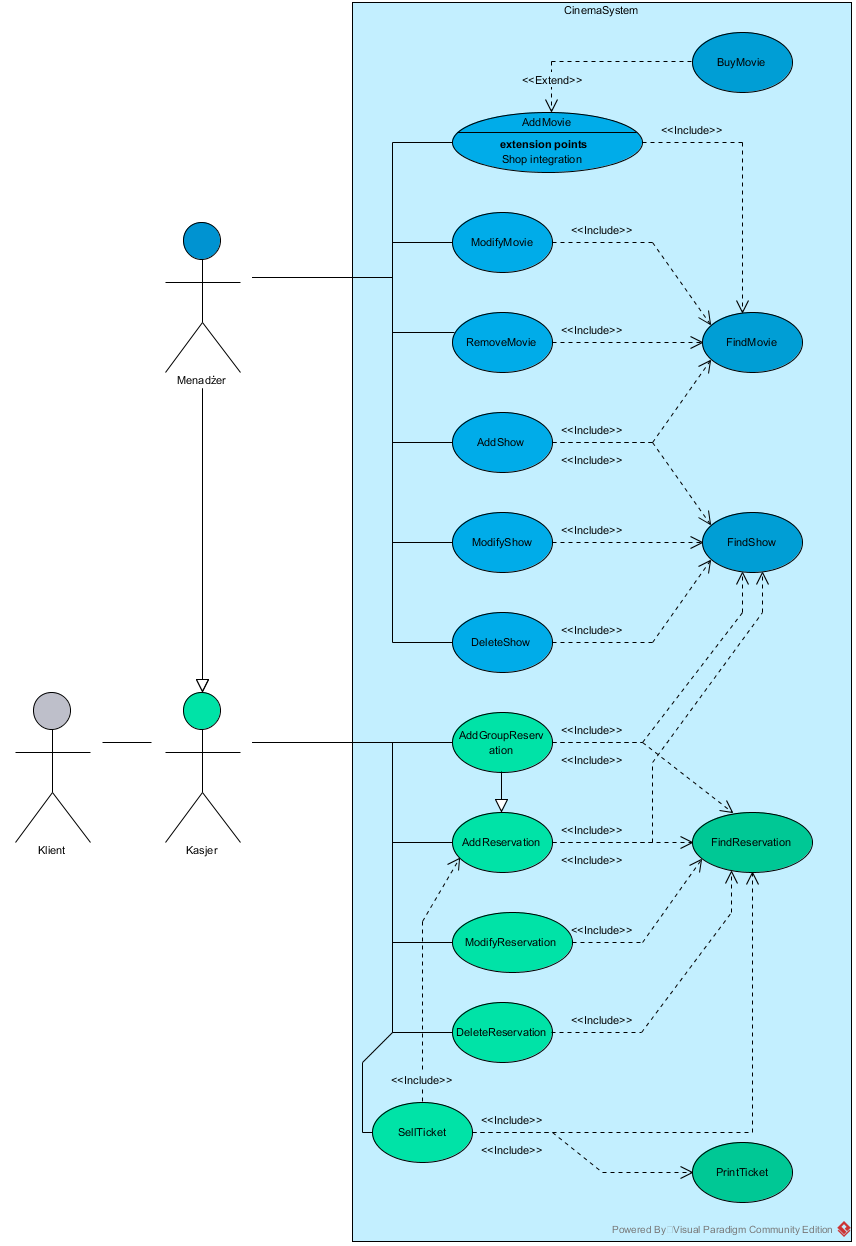 CinemaSystem
BuyMovie
<<Extend>>
AddMovie
extension points
Shop integration
<<Include>>
ModifyMovie
<<Include>>
RemoveMovie
<<Include>>
FindMovie
Menadżer
AddShow
<<Include>>
<<Include>>
ModifyShow
<<Include>>
FindShow
DeleteShow
<<Include>>
AddGroupReserv
ation
<<Include>>
<<Include>>
Klient
Kasjer
AddReservation
<<Include>>
<<Include>>
FindReservation
ModifyReservation
<<Include>>
DeleteReservation
<<Include>>
<<Include>>
SellTicket
<<Include>>
<<Include>>
PrintTicket
Powered By Visual Paradigm Community Edition